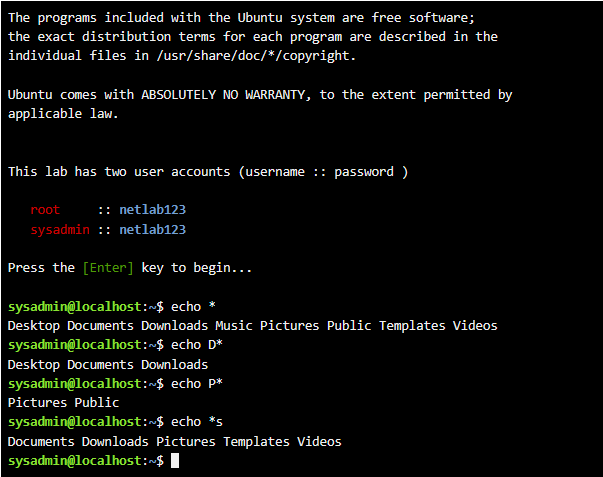 The programs included with the Ubuntu system are free software;
the exact distribution terms for each program are described in the
individual files in /usr/share/doc/*/copyright.
Ubuntu comes with ABSOLUTELY NO WARRANTY, to the extent permitted by
applicable law.
This lab has two user accounts (username :: password )
root     :: netlab123
sysadmin :: netlab123
Press the [Enter] key to begin...
sysadmin@localhost:~$ echo *
Desktop Documents Downloads Music Pictures Public Templates Videos
sysadmin@localhost:~$ echo D*
Desktop Documents Downloads
sysadmin@localhost:~$ echo P*
Pictures Public
sysadmin@localhost:~$ echo *s
Documents Downloads Pictures Templates Videos
sysadmin@localhost:~$